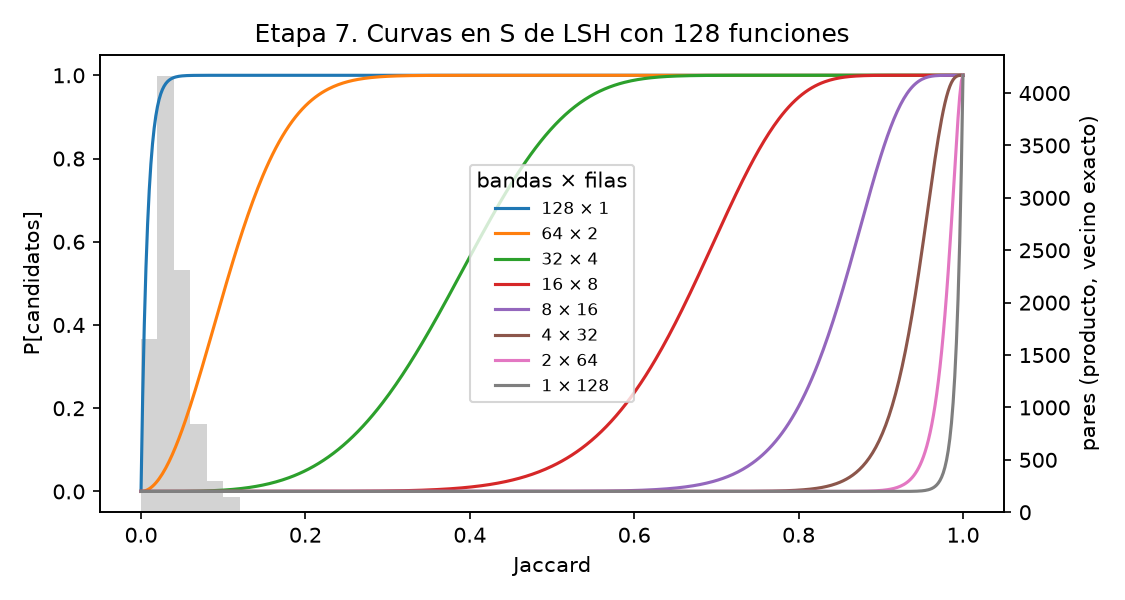 Etapa 7. Curvas en S de LSH con 128 funciones
P[candidatos]
1.0
0.8
0.6
0.4
0.2
0.0
bandas × filas
128 × 1
64 × 2
32 × 4
16 × 8
8 × 16
4 × 32
2 × 64
1 × 128
4000
3500
3000
2500
2000
1500
1000
500
0
pares (producto, vecino exacto)
0.0 0.2 0.4 0.6 0.8 1.0
Jaccard